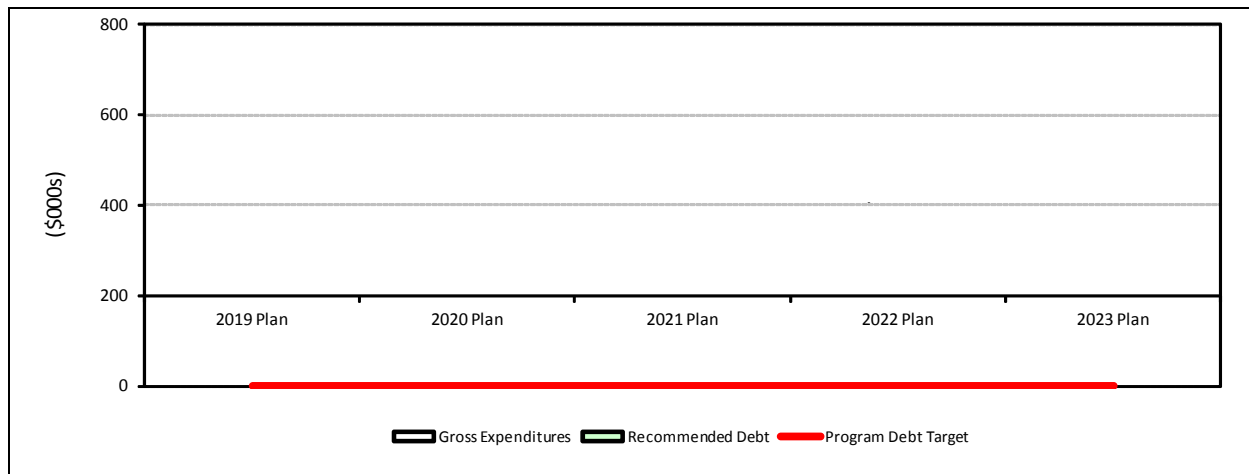 800
600
400
200
0
($000s)
2019 Plan 2020 Plan 2021 Plan 2022 Plan 2023 Plan
Gross Expenditures Recommended Debt Program Debt Target